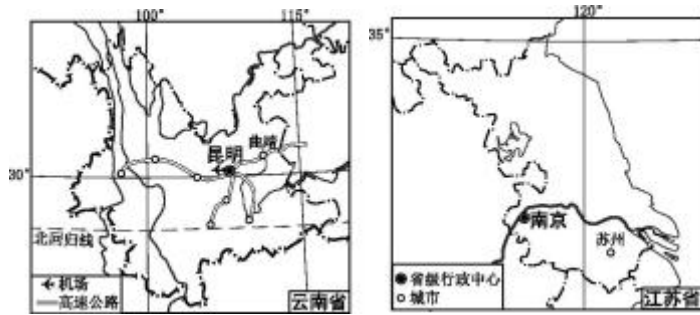 100°
115°
曲靖
昆明
30°
北回归线
机场
高速公路
云南省
120°
35°
南京
苏州
省级行政中心
城市
江苏省